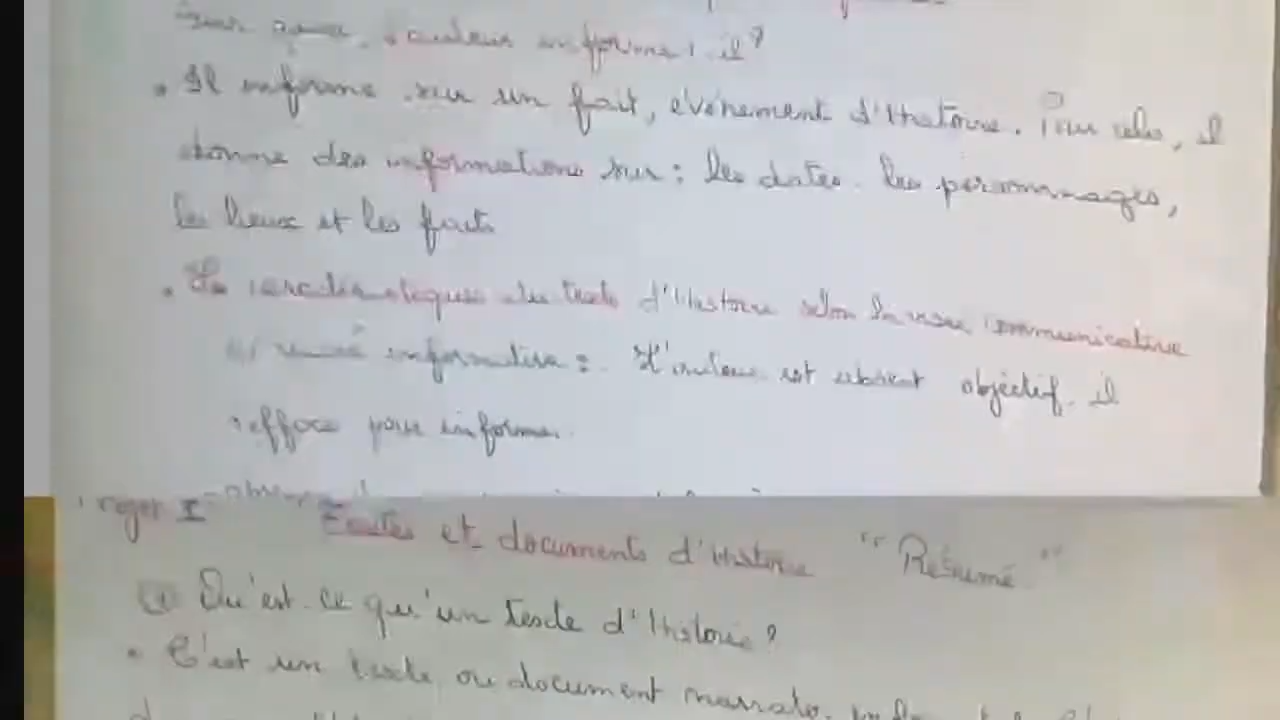 Sur quoi l'auteur informe t-il ?
• Il informe sur un fait, événement d'Histoire. Pour cela, il
donne des informations sur : les dates. les personnages,
les lieux et les faits
• Les caractéristiques du texte d'Histoire selon la visée communicative
a) visée informative : L'auteur est absent objectif. il
s'efface pour informer.
Projet I Textes et documents d'Histoire "Résumé"
① Qu'est-ce qu'un texte d'Histoire ?
• C'est un texte ou document